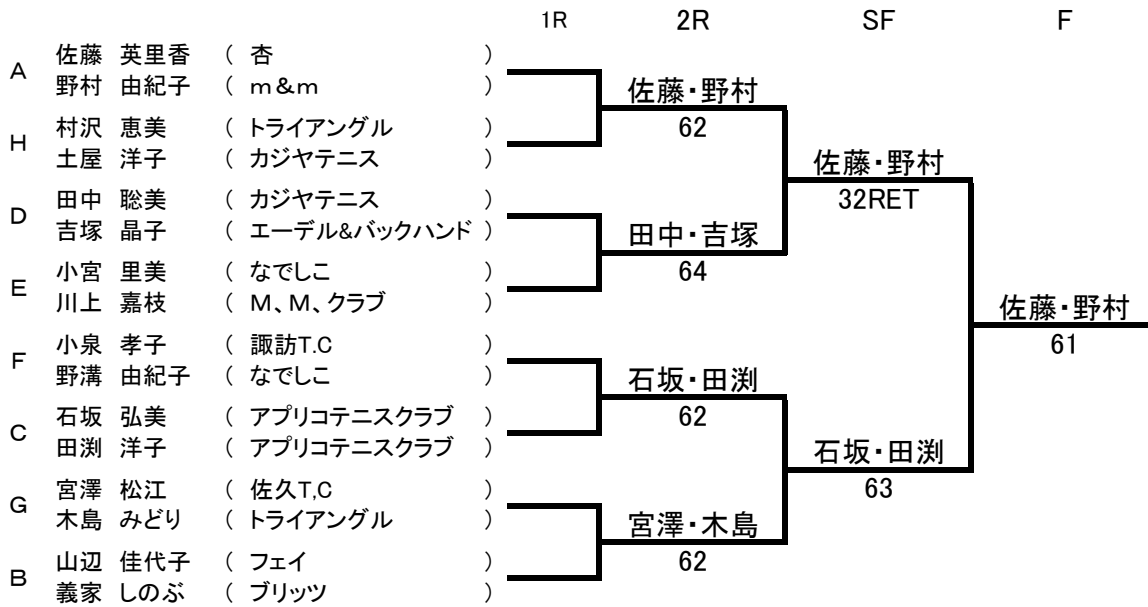 1R 2R SF F
A 佐藤 英里香 ( 杏 )
野村 由紀子 ( m&m )
佐藤・野村
62
H 村沢 恵美 ( トライアングル )
土屋 洋子 ( カジヤテニス )
佐藤・野村
32RET
D 田中 聡美 ( カジヤテニス )
吉塚 晶子 ( エーデル&バックハンド )
田中・吉塚
64
E 小宮 里美 ( なでしこ )
川上 嘉枝 ( M、M、クラブ )
佐藤・野村
61
F 小泉 孝子 ( 諏訪T.C )
野溝 由紀子 ( なでしこ )
石坂・田渕
62
C 石坂 弘美 ( アプリコテニスクラブ )
田渕 洋子 ( アプリコテニスクラブ )
石坂・田渕
63
G 宮澤 松江 ( 佐久T,C )
木島 みどり ( トライアングル )
宮澤・木島
62
B 山辺 佳代子 ( フェイ )
義家 しのぶ ( ブリッツ )